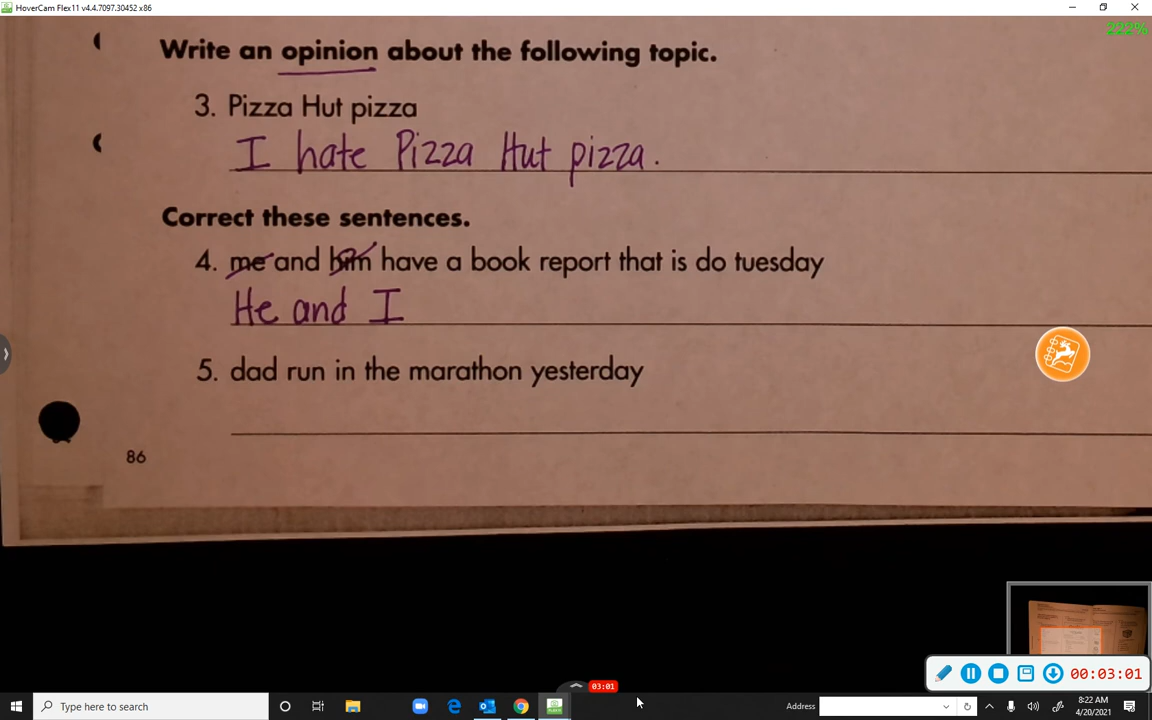 HoverCam Flex11 v4.4.7097.30452 x86
222%
Write an opinion about the following topic.
3. Pizza Hut pizza
I hate Pizza Hut pizza.
Correct these sentences.
4. me and him have a book report that is do tuesday
He and I
5. dad run in the marathon yesterday
86
00:03:01
03:01
Type here to search
Address
8:22 AM
4/20/2021